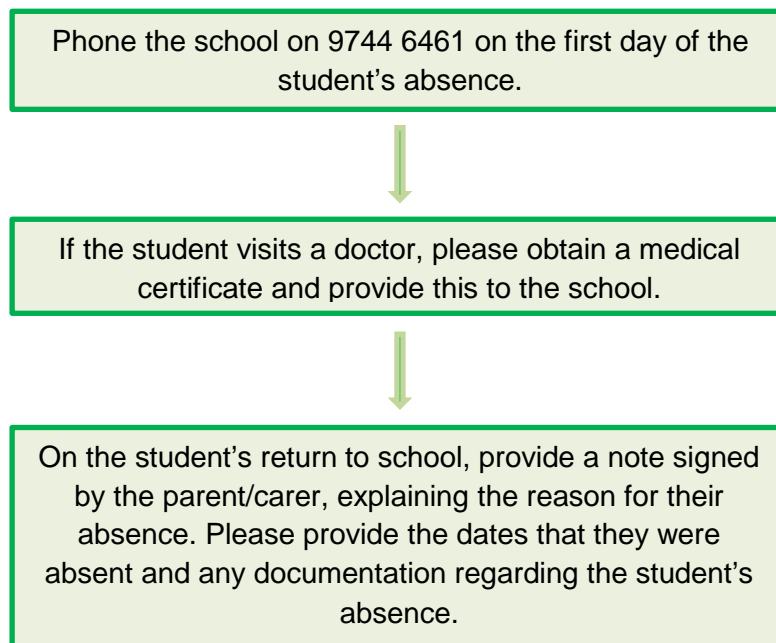 Phone the school on 9744 6461 on the first day of the
student’s absence.
If the student visits a doctor, please obtain a medical
certificate and provide this to the school.
On the student’s return to school, provide a note signed
by the parent/carer, explaining the reason for their
absence. Please provide the dates that they were
absent and any documentation regarding the student’s
absence.